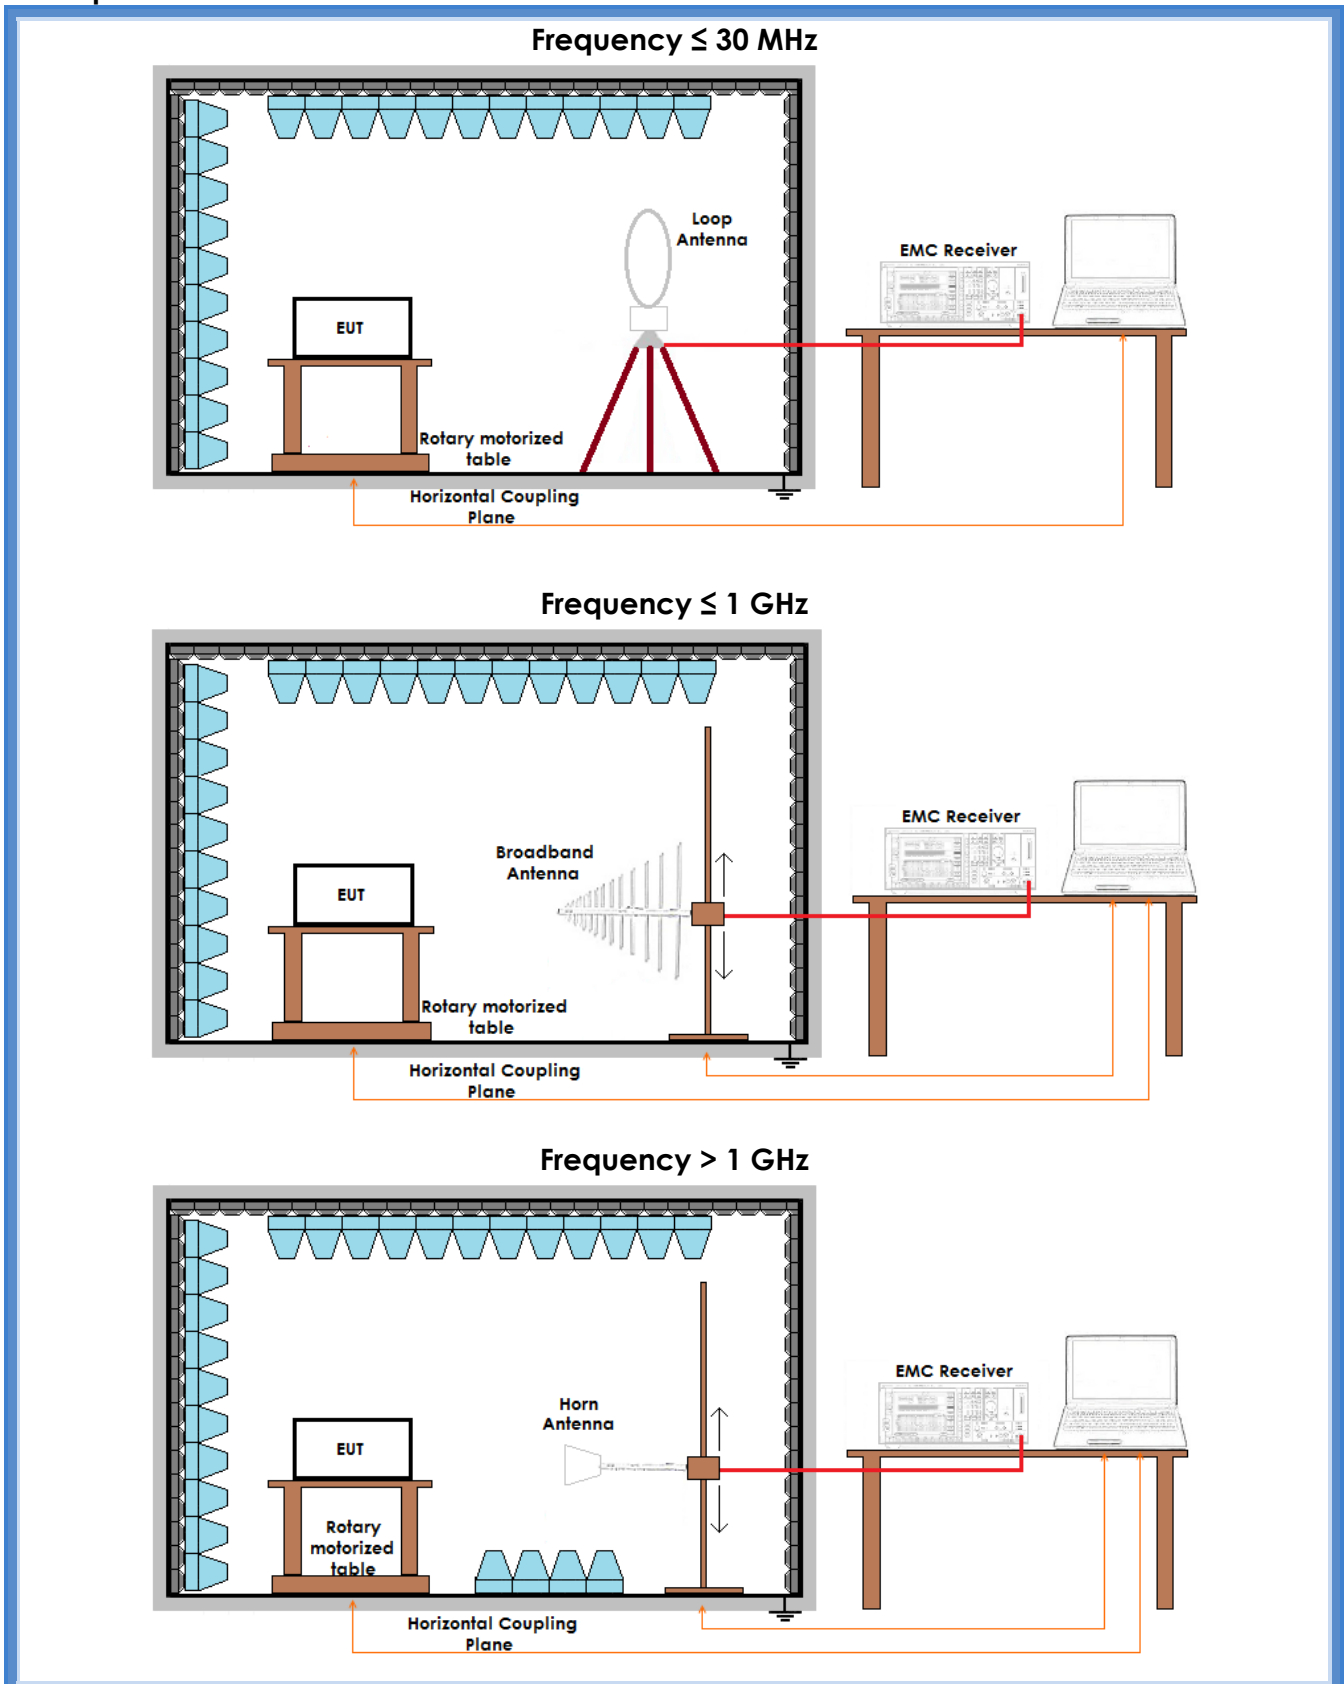 Frequency ≤ 30 MHz
Loop
Antenna
EMC Receiver
EUT
Rotary motorized
table
Horizontal Coupling
Plane
Frequency ≤ 1 GHz
EMC Receiver
Broadband
Antenna
EUT
Rotary motorized
table
Horizontal Coupling
Plane
Frequency > 1 GHz
EMC Receiver
Horn
Antenna
EUT
Rotary
motorized
table
Horizontal Coupling
Plane